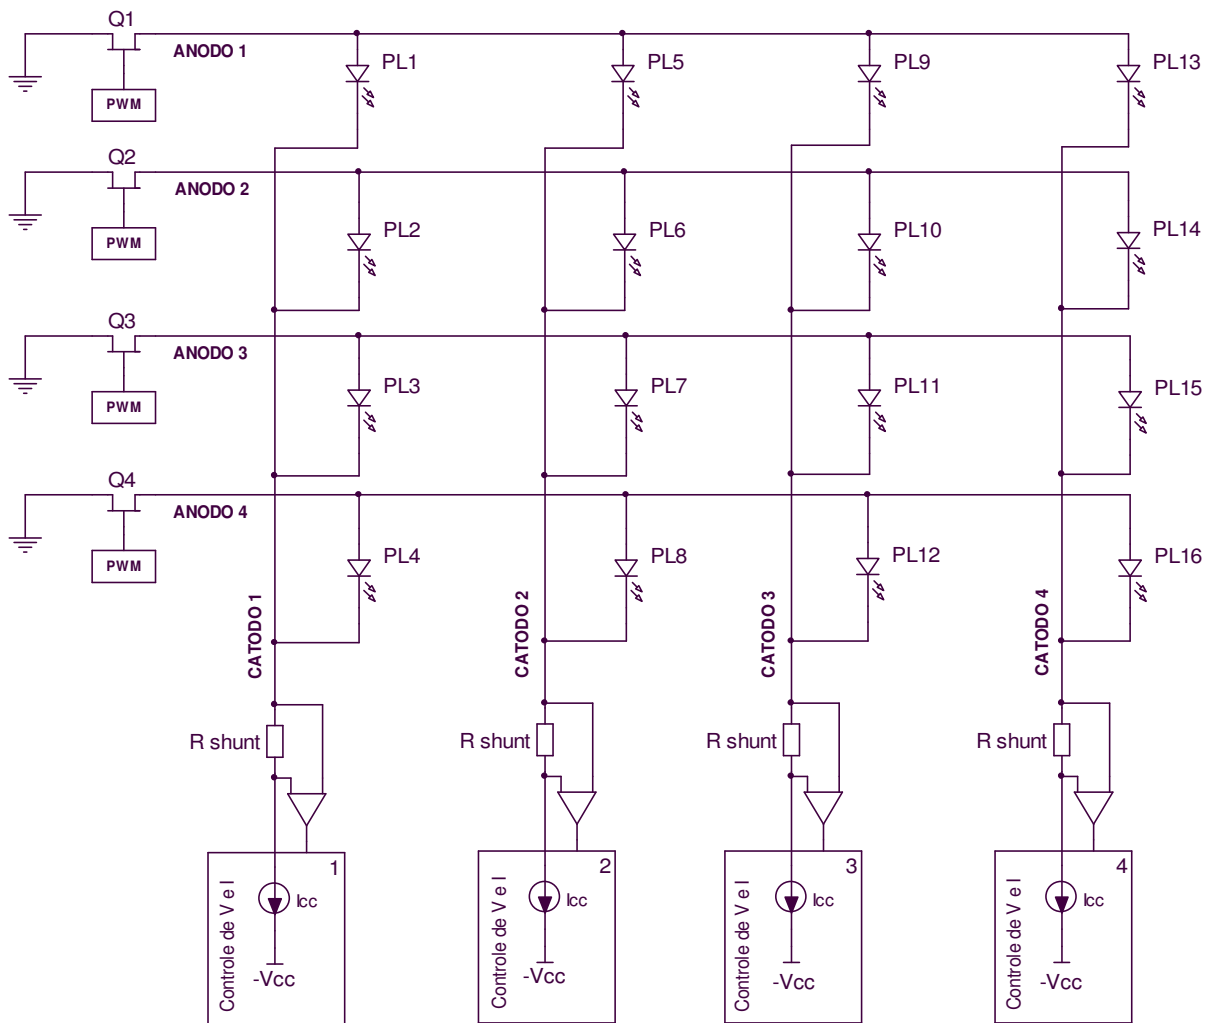 Q1
ANODO 1
PL1
PL5
PL9
PL13
PWM
Q2
ANODO 2
PL2
PL6
PL10
PL14
PWM
Q3
ANODO 3
PL3
PL7
PL11
PL15
PWM
Q4
ANODO 4
PL4
PL8
PL12
PL16
PWM
CATODO 1
CATODO 2
CATODO 3
CATODO 4
R shunt
R shunt
R shunt
R shunt
1
Controle de V e I
Icc
-Vcc
2
Controle de V e I
Icc
-Vcc
3
Controle de V e I
Icc
-Vcc
4
Controle de V e I
Icc
-Vcc